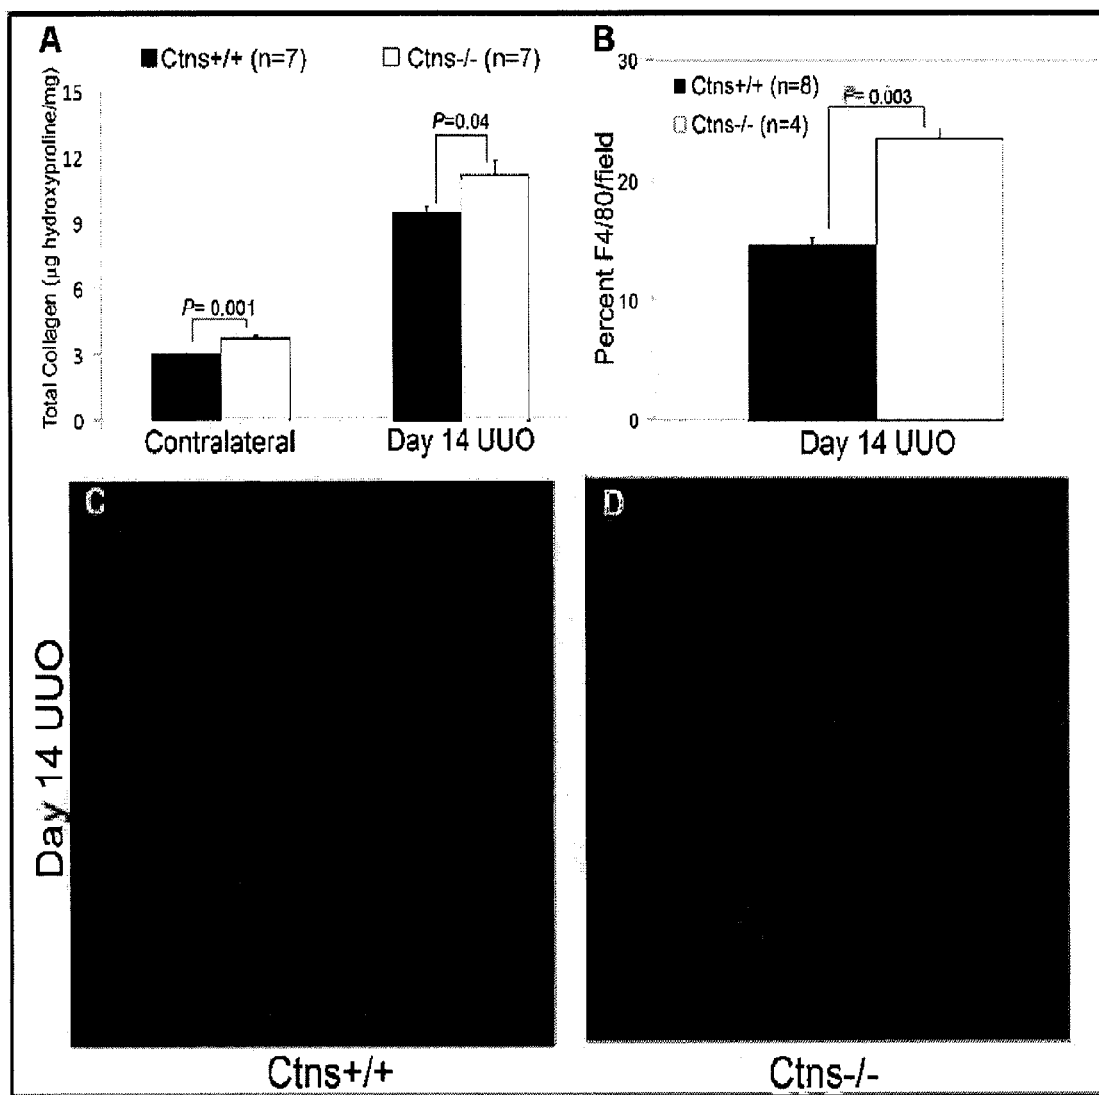 A
Ctns+/+ (n=7) Ctns-/- (n=7)
Total Collagen (µg hydroxyproline/mg)
15
12
9
6
3
0
P= 0.001
P=0.04
Contralateral Day 14 UUO
B
Ctns+/+ (n=8)
Ctns-/- (n=4)
Percent F4/80/field
30
20
10
0
P= 0.003
Day 14 UUO
Day 14 UUO
C
D
Ctns+/+ Ctns-/-